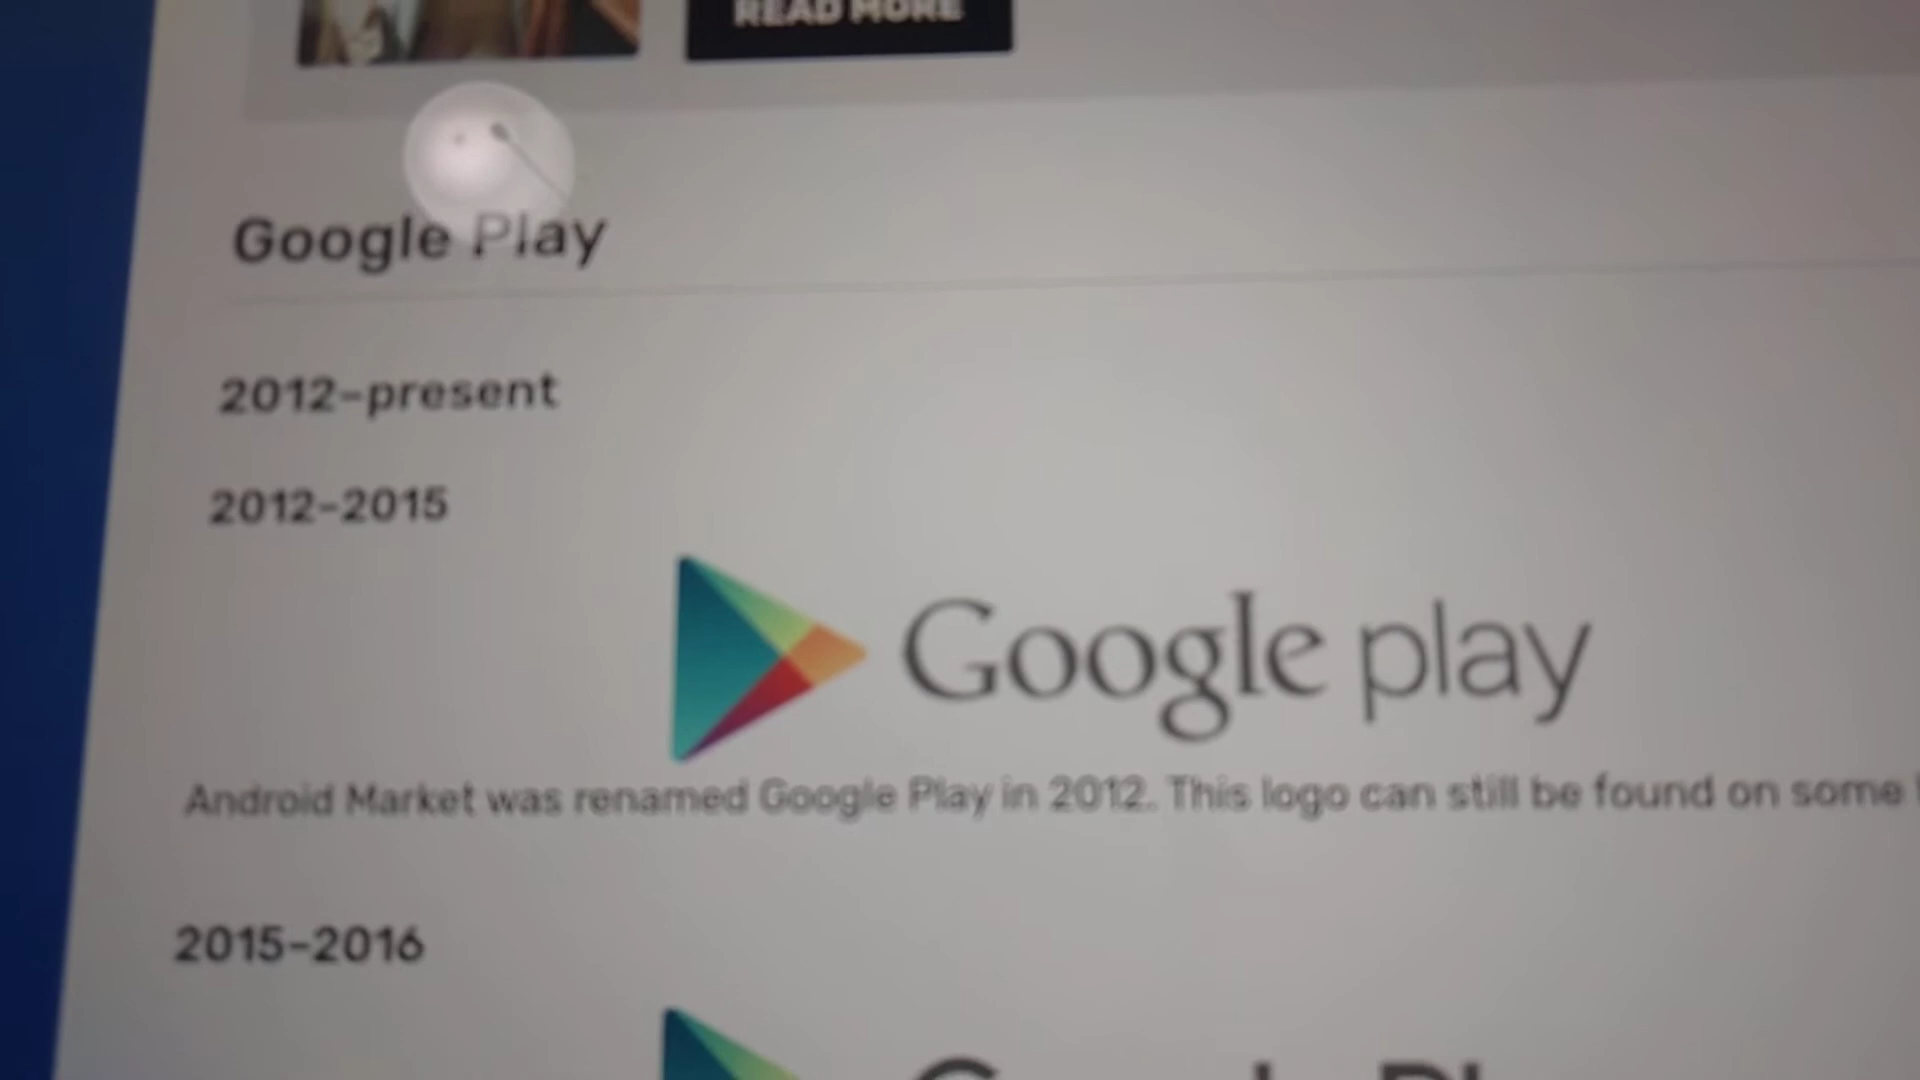 READ MORE
Google Play
2012–present
2012–2015
Google play
Android Market was renamed Google Play in 2012. This logo can still be found on some
2015–2016